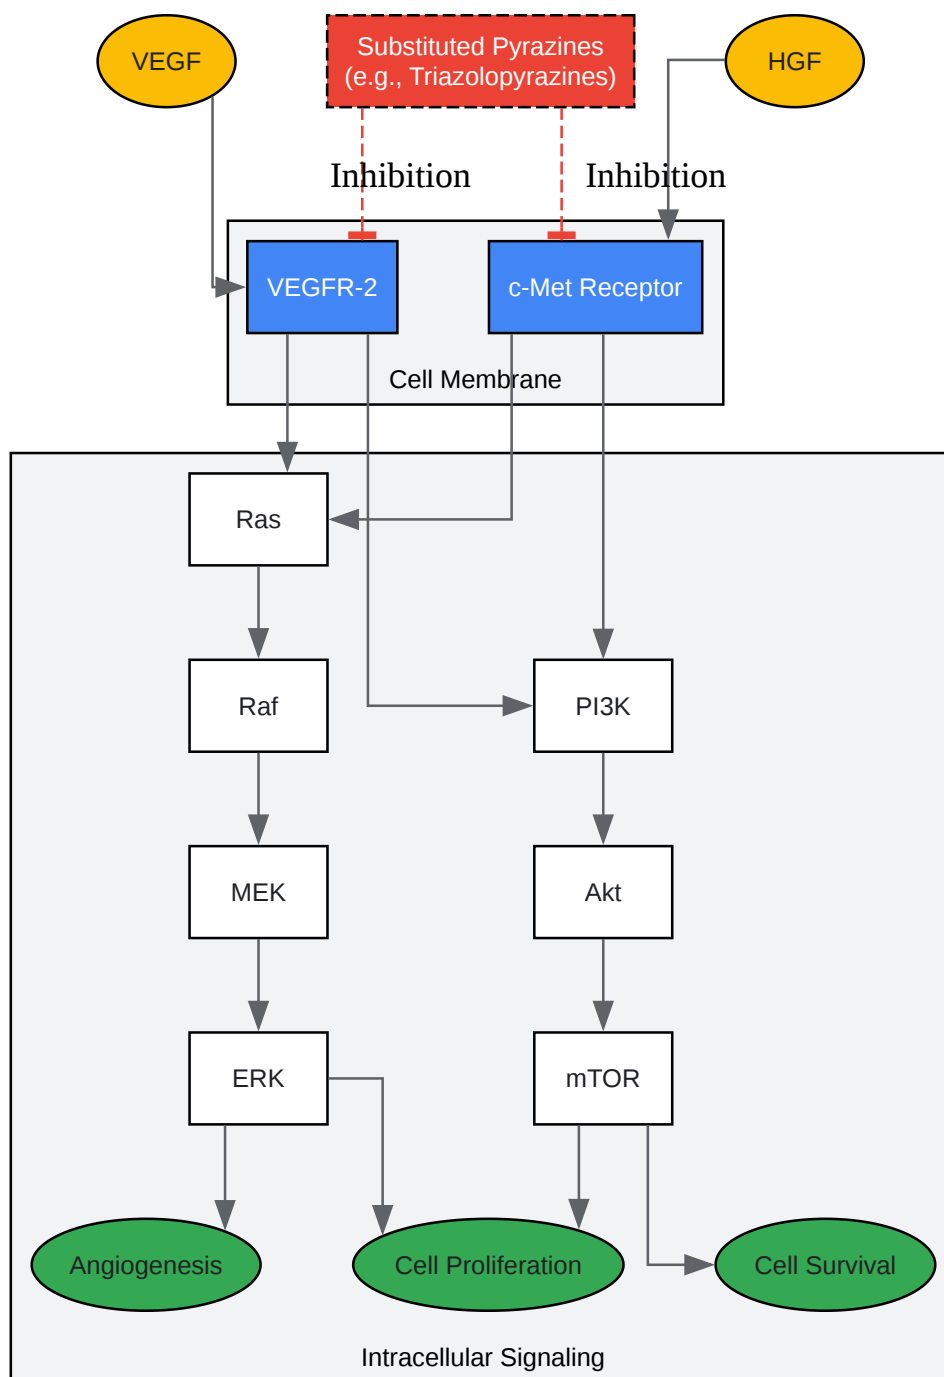 VEGF
Substituted Pyrazines
(e.g., Triazolopyrazines)
HGF
Inhibition
Inhibition
VEGFR-2
c-Met Receptor
Cell Membrane
Ras
Raf
PI3K
MEK
Akt
ERK
mTOR
Angiogenesis
Cell Proliferation
Cell Survival
Intracellular Signaling